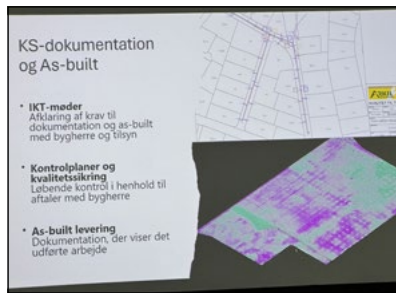 KS-dokumentation
og As-built
• IKT-møder
Afklaring af krav til
dokumentation og as-built
med bygherre og tilsyn
• Kontrolplaner og
kvalitetssikring
Løbende kontrol i henhold til
aftaler med bygherre
• As-built levering
Dokumentation, der viser det
udførte arbejde